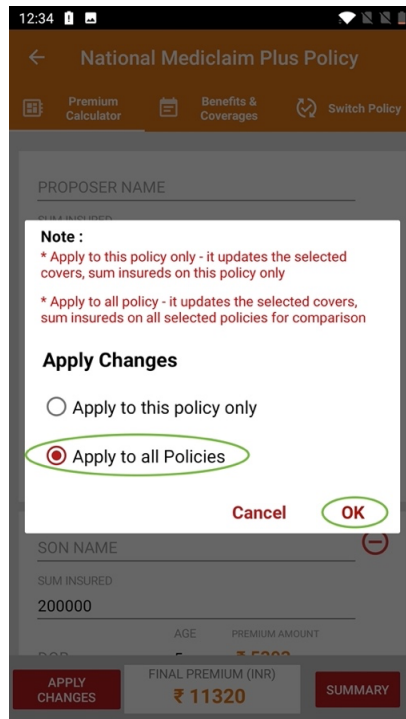 12:34
National Mediclaim Plus Policy
Premium
Calculator
Benefits &
Coverages
Switch Policy
PROPOSER NAME
SUM INSURED
Note :
* Apply to this policy only - it updates the selected
covers, sum insureds on this policy only
* Apply to all policy - it updates the selected covers,
sum insureds on all selected policies for comparison
Apply Changes
Apply to this policy only
Apply to all Policies
Cancel
OK
SON NAME
SUM INSURED
200000
AGE
PREMIUM AMOUNT
APPLY
CHANGES
FINAL PREMIUM (INR)
₹ 11320
SUMMARY